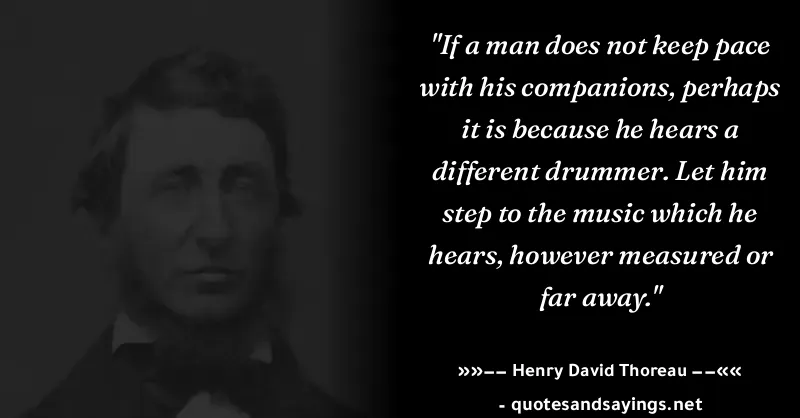 "If a man does not keep pace
with his companions, perhaps
it is because he hears a
different drummer. Let him
step to the music which he
hears, however measured or
far away."
»»−− Henry David Thoreau −−««
- quotesandsayings.net